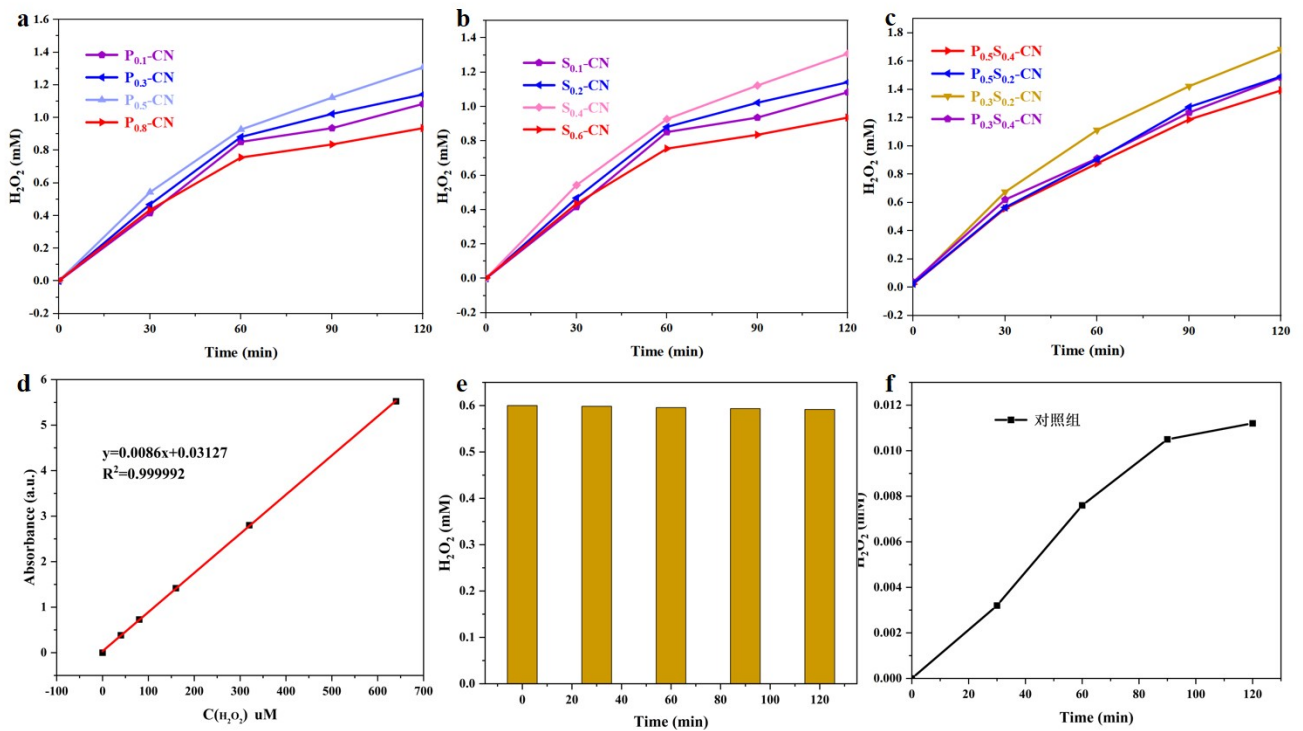 a
1.6
1.4
1.2
1.0
0.8
0.6
0.4
0.2
0.0
-0.2
H₂O₂ (mM)
P₀.₁-CN
P₀.₃-CN
P₀.₅-CN
P₀.₈-CN
0
30
60
90
120
Time (min)
b
1.6
1.4
1.2
1.0
0.8
0.6
0.4
0.2
0.0
-0.2
H₂O₂ (mM)
S₀.₁-CN
S₀.₂-CN
S₀.₄-CN
S₀.₆-CN
0
30
60
90
120
Time (min)
c
1.8
1.6
1.4
1.2
1.0
0.8
0.6
0.4
0.2
0.0
-0.2
H₂O₂ (mM)
P₀.₅S₀.₄-CN
P₀.₅S₀.₂-CN
P₀.₃S₀.₂-CN
P₀.₃S₀.₄-CN
0
30
60
90
120
Time (min)
d
6
5
4
3
2
1
0
Absorbance (a.u.)
y=0.0086x+0.03127
R²=0.999992
-100
0
100
200
300
400
500
600
700
C(H₂O₂) uM
e
0.7
0.6
0.5
0.4
0.3
0.2
0.1
0.0
H₂O₂ (mM)
0
20
40
60
80
100
120
Time (min)
f
0.012
0.010
0.008
0.006
0.004
0.002
0.000
H₂O₂ (mM)
对照组
0
20
40
60
80
100
120
Time (min)